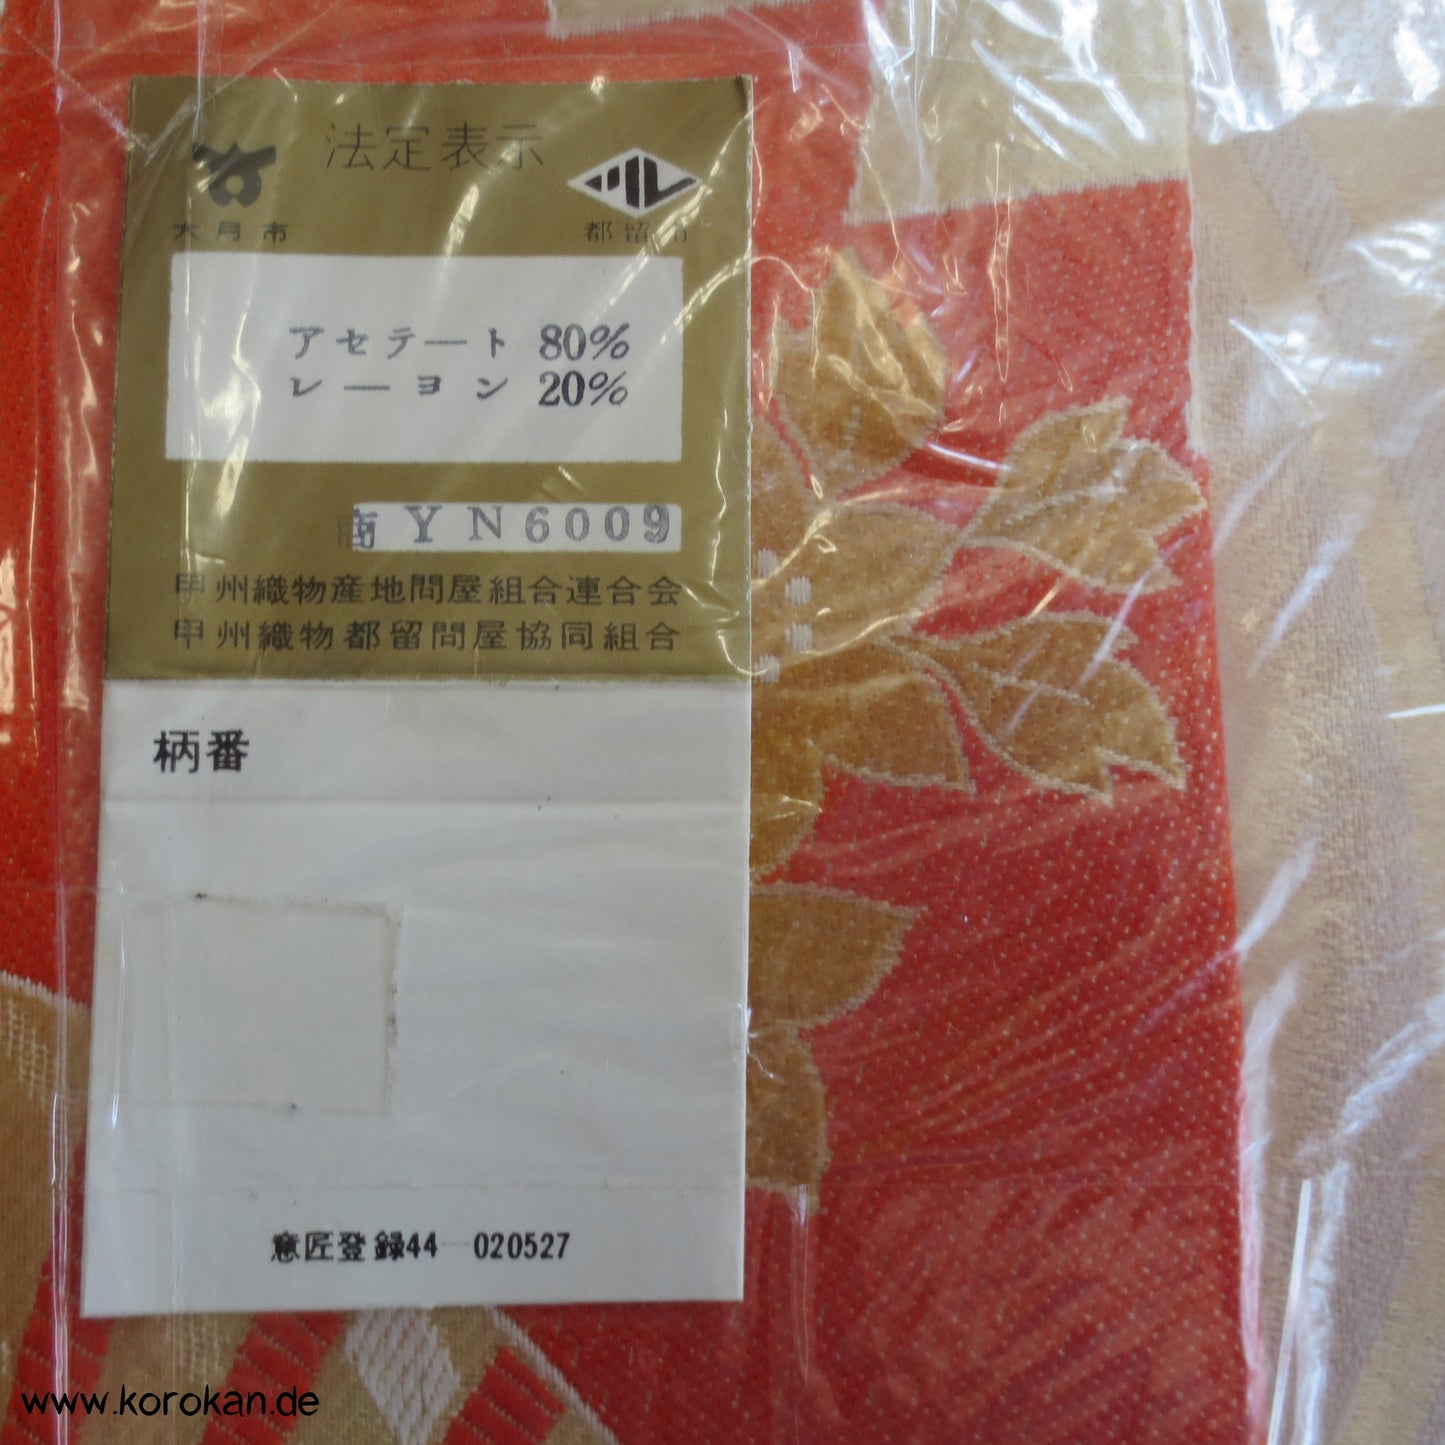 法定表示
大月市
都留市
アセテート 80%
レーヨン 20%
商 YN6009
甲州織物産地問屋組合連合会
甲州織物都留問屋協同組合
柄番
意匠登録44-020527
www.korokan.de